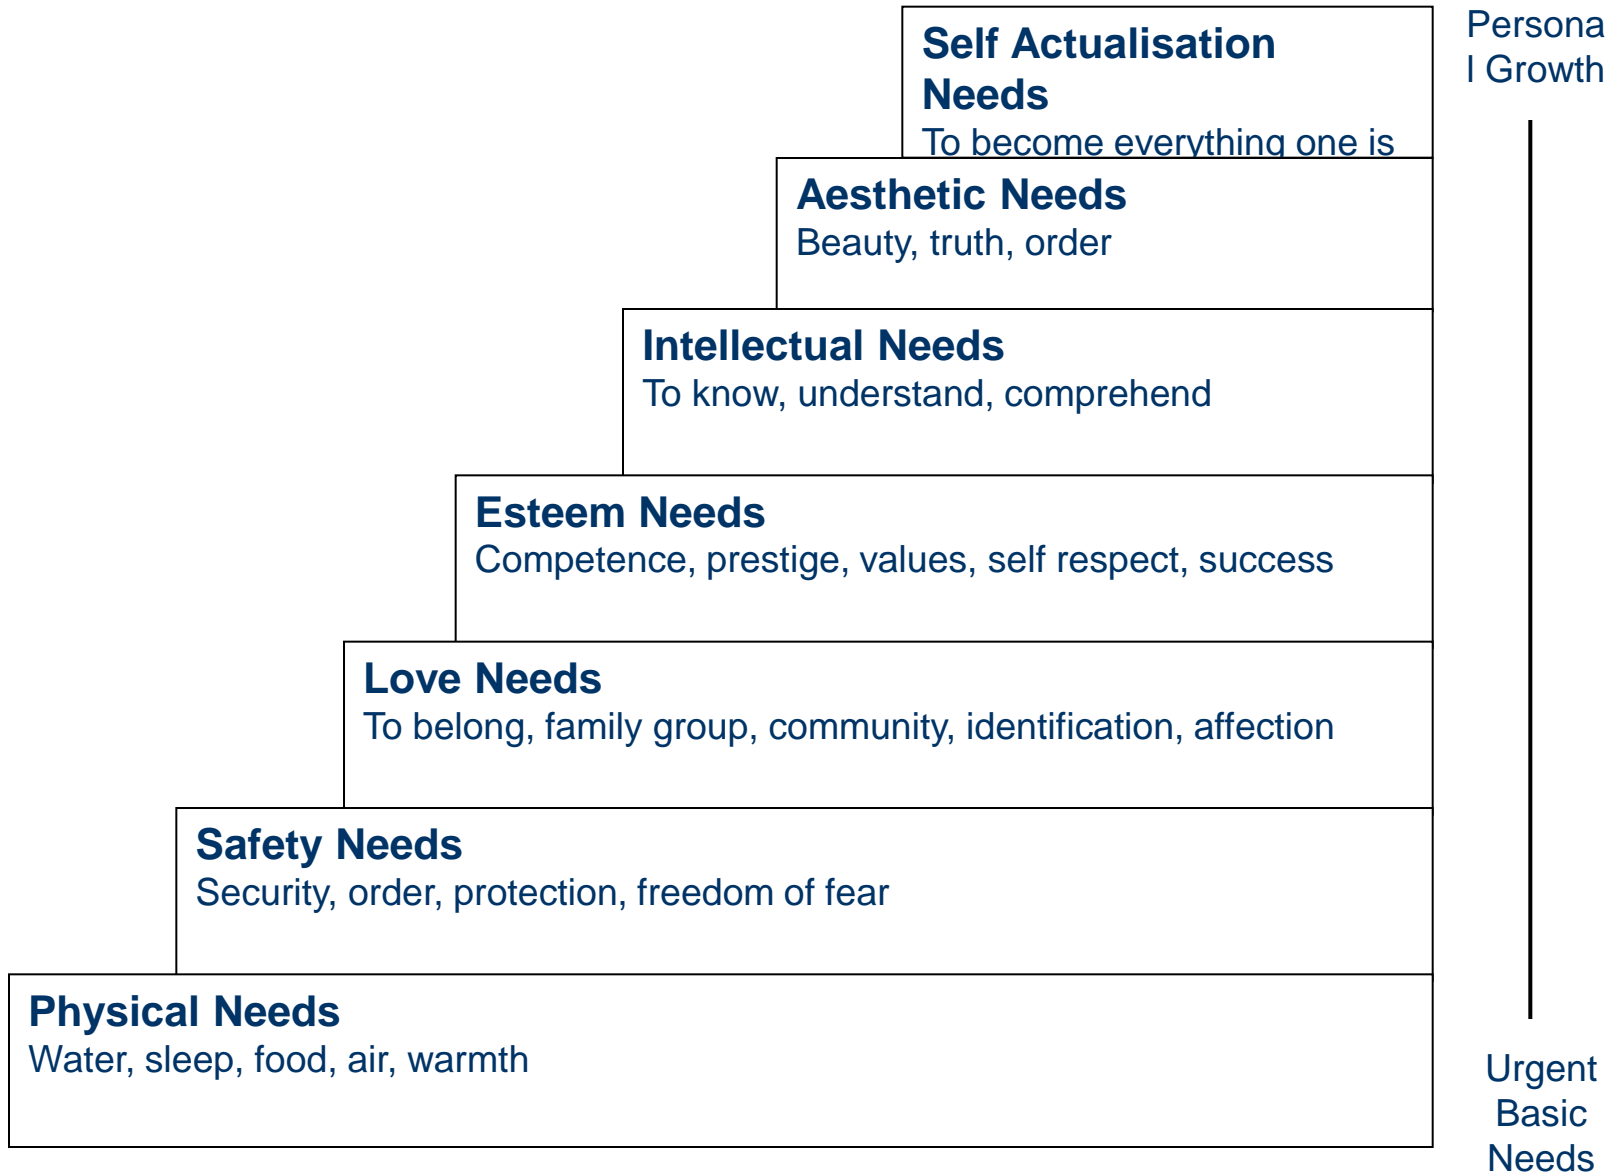 Self Actualisation
Needs
To become everything one is
Persona
l Growth
Aesthetic Needs
Beauty, truth, order
Intellectual Needs
To know, understand, comprehend
Esteem Needs
Competence, prestige, values, self respect, success
Love Needs
To belong, family group, community, identification, affection
Safety Needs
Security, order, protection, freedom of fear
Physical Needs
Water, sleep, food, air, warmth
Urgent
Basic
Needs